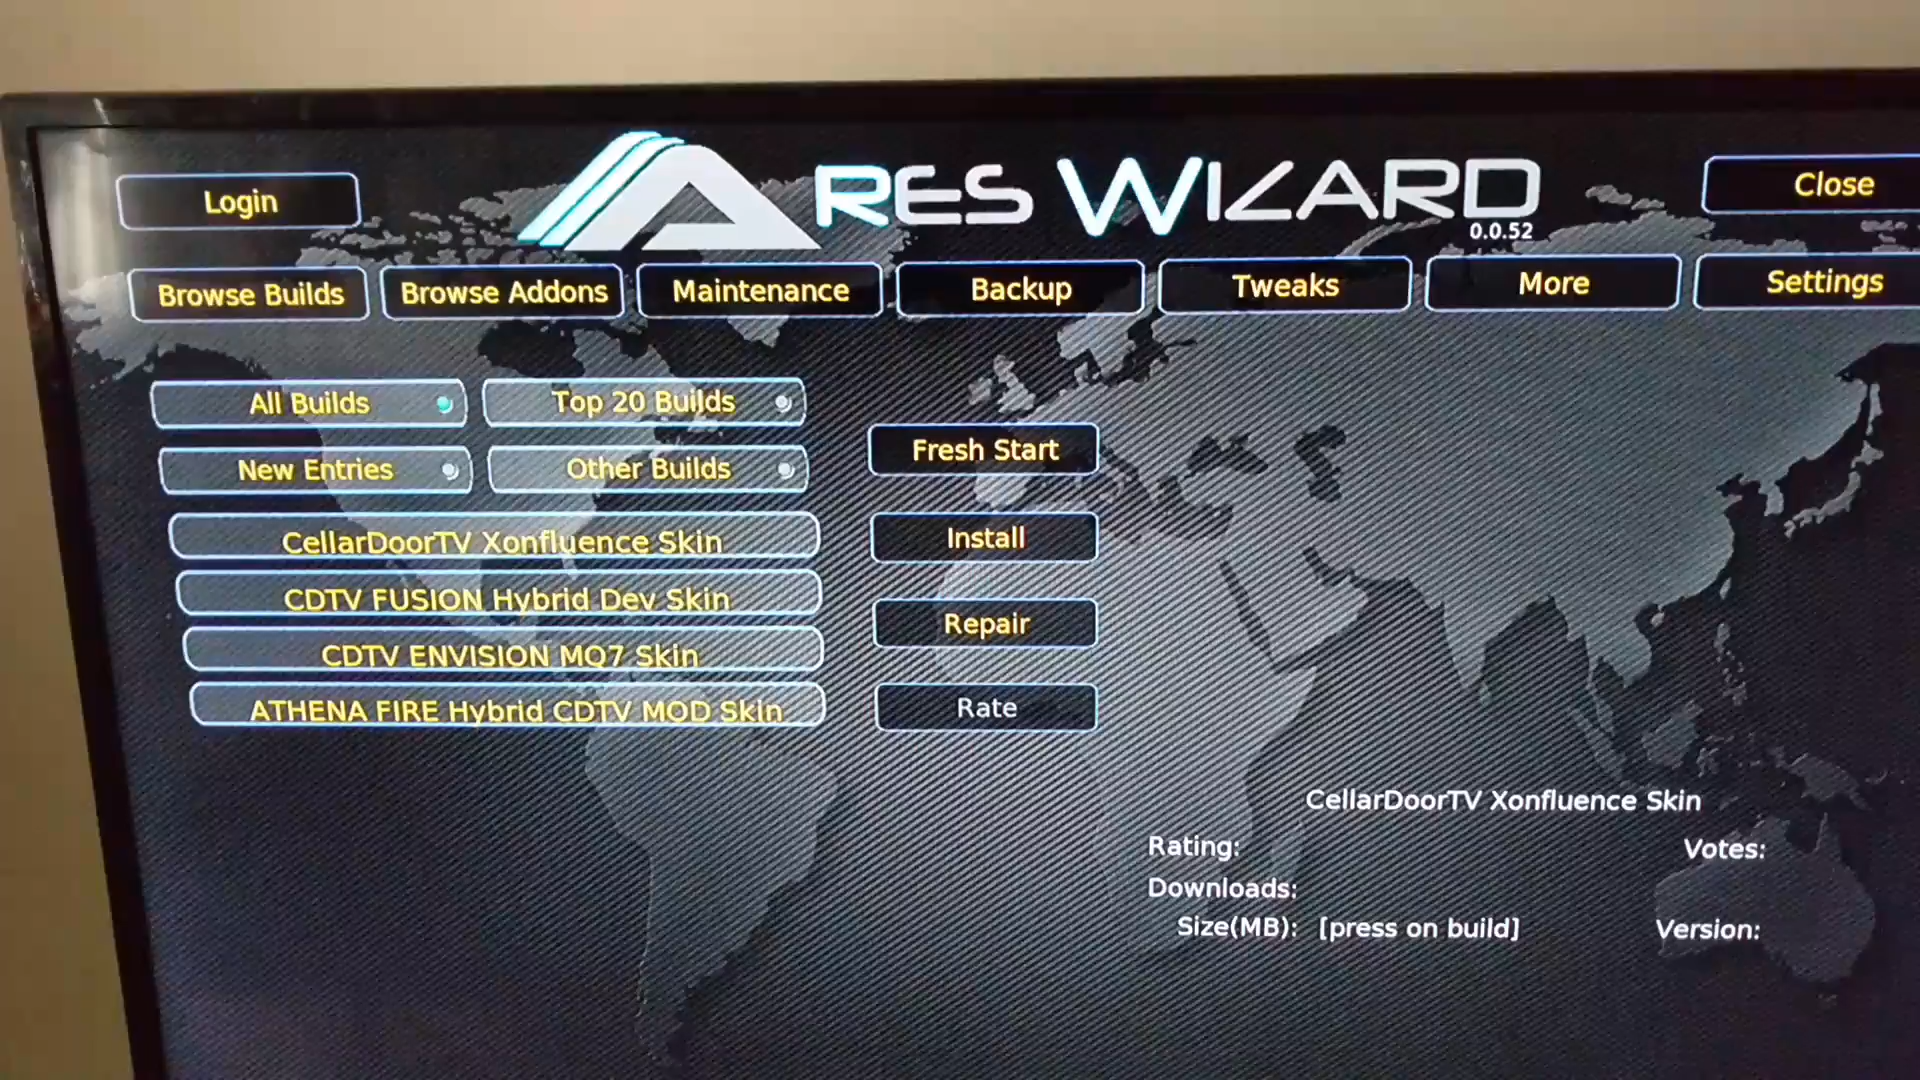 Login
ARES WIZARD
Close
0.0.52
Browse Builds
Browse Addons
Maintenance
Backup
Tweaks
More
Settings
All Builds
Top 20 Builds
New Entries
Other Builds
Fresh Start
CellarDoorTV Xonfluence Skin
Install
CDTV FUSION Hybrid Dev Skin
Repair
CDTV ENVISION MQ7 Skin
ATHENA FIRE Hybrid CDTV MOD Skin
Rate
CellarDoorTV Xonfluence Skin
Rating:
Votes:
Downloads:
Size(MB): [press on build]
Version: